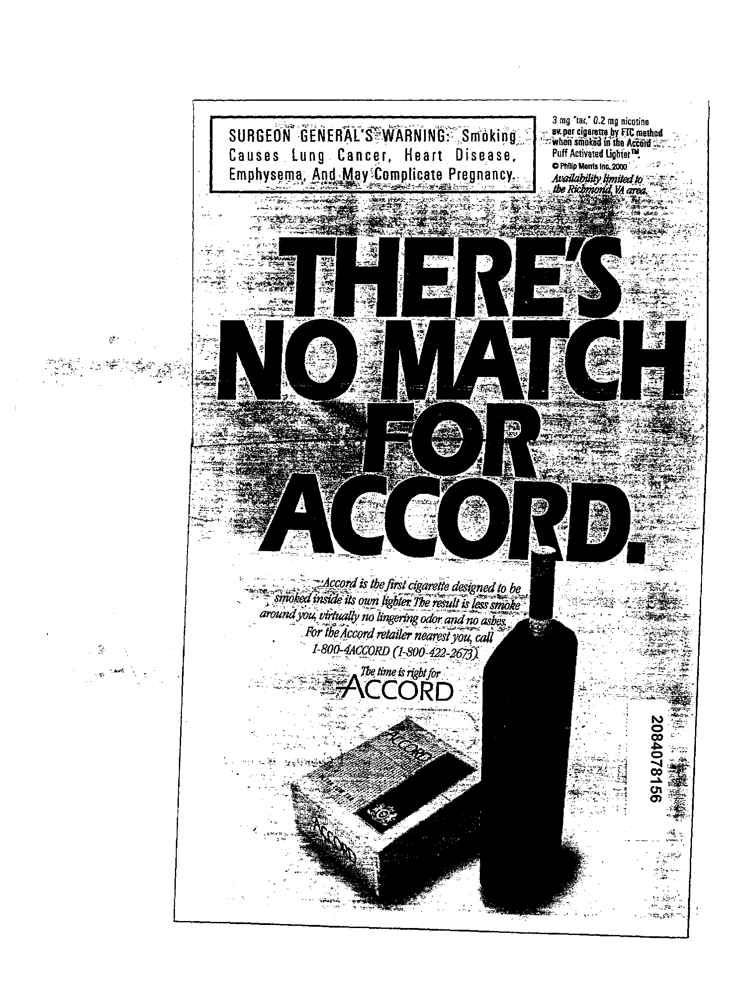 SURGEON GENERAL'S WARNING: Smoking
Causes Lung Cancer, Heart Disease,
Emphysema, And May Complicate Pregnancy.
3 mg "tar," 0.2 mg nicotine
av. per cigarette by FTC method
when smoked in the Accord
Puff Activated Lighter™.
© Philip Morris Inc. 2000
Availability limited to
the Richmond, VA area.
THERE'S
NO MATCH
FOR
ACCORD.
Accord is the first cigarette designed to be
smoked inside its own lighter. The result is less smoke
around you, virtually no lingering odor and no ashes.
For the Accord retailer nearest you, call
1-800-4ACCORD (1-800-422-2673).
The time is right for
ACCORD
ACCORD
ACCORD
2084078156